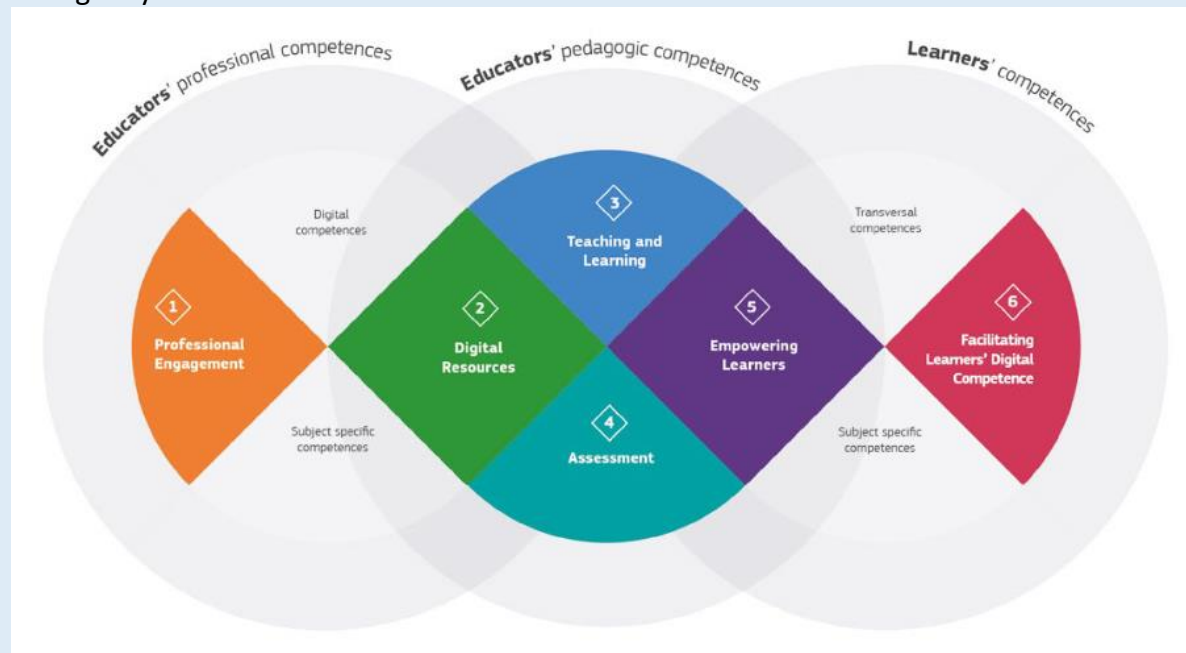 Educators' professional competences
Educators' pedagogic competences
Learners' competences
Digital
competences
Transversal
competences
3
Teaching and
Learning
1
Professional
Engagement
2
Digital
Resources
5
Empowering
Learners
6
Facilitating
Learners' Digital
Competence
Subject specific
competences
4
Assessment
Subject specific
competences